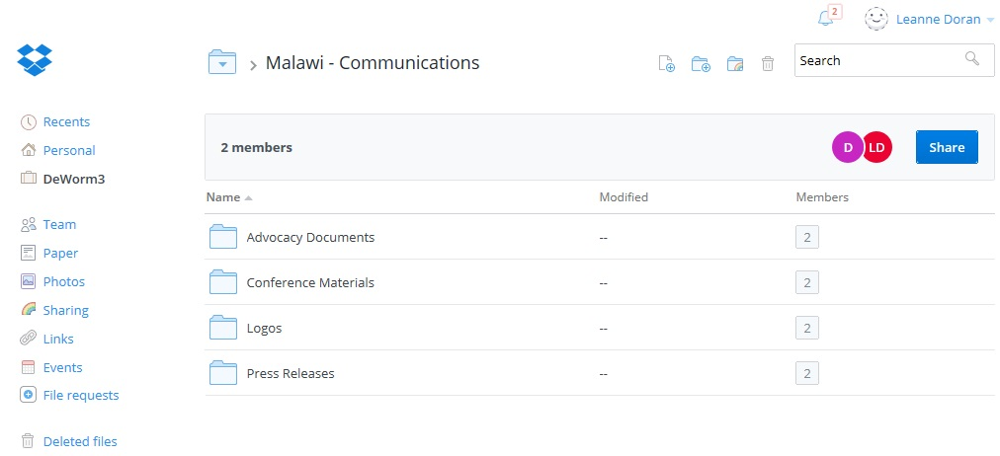 2
Leanne Doran
Malawi - Communications
Search
Recents
Personal
DeWorm3
Team
Paper
Photos
Sharing
Links
Events
File requests
Deleted files
2 members
D LD
Share
Name Modified Members
Advocacy Documents -- 2
Conference Materials -- 2
Logos -- 2
Press Releases -- 2